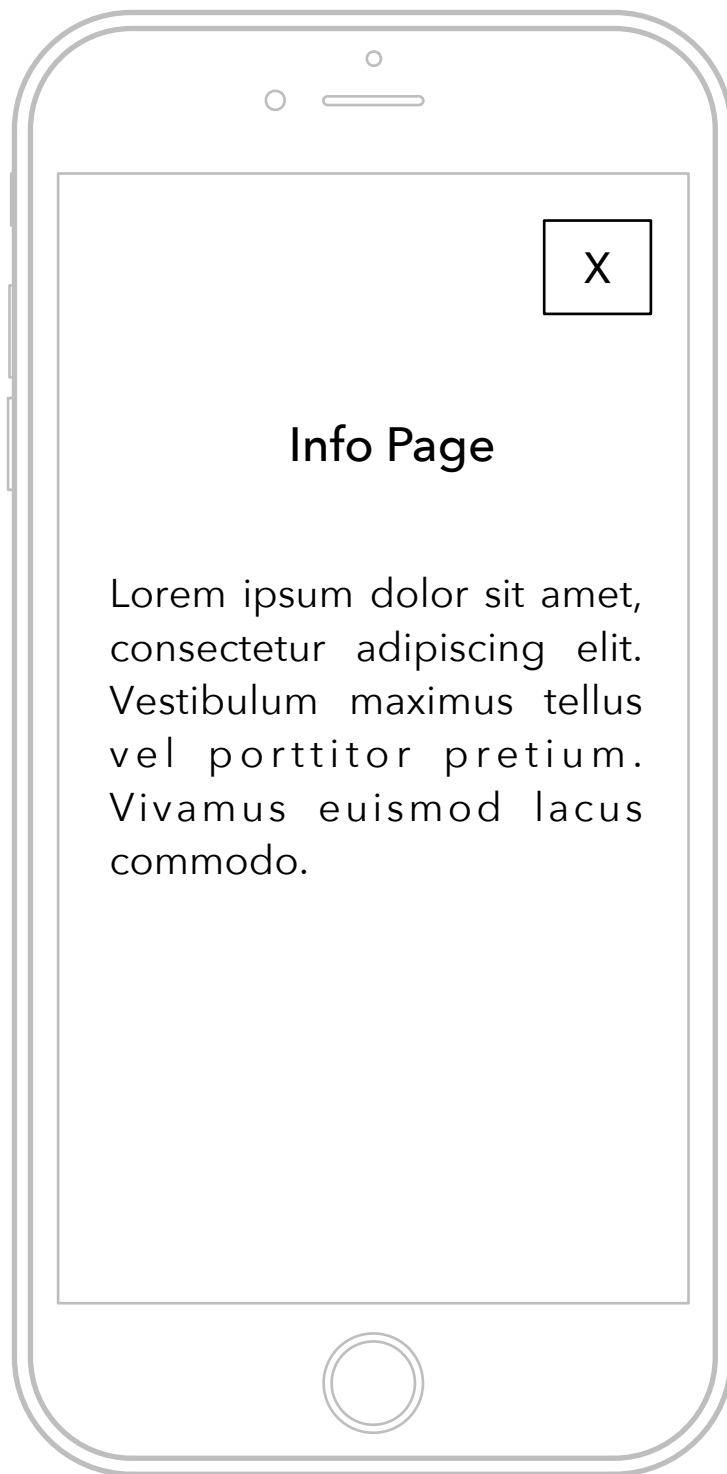 X
Info Page
Lorem ipsum dolor sit amet,
consectetur adipiscing elit.
Vestibulum maximus tellus
vel porttitor pretium.
Vivamus euismod lacus
commodo.